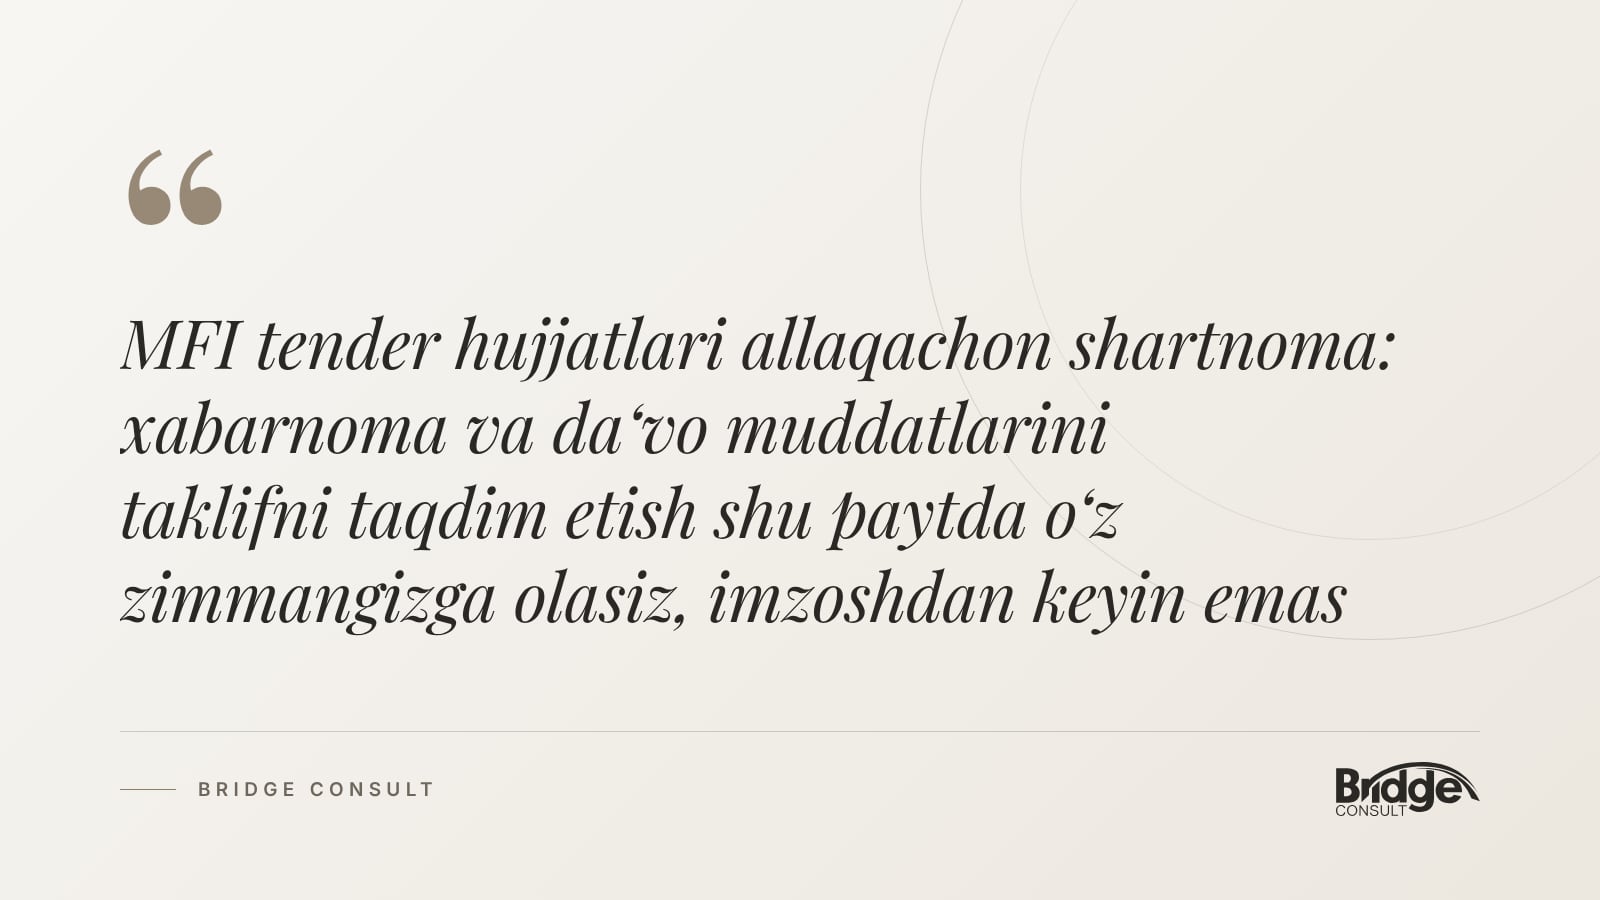 “
MFI tender hujjatlari allaqachon shartnoma:
xabarnoma va da‘vo muddatlarini
taklifni taqdim etish shu paytda o‘z
zimmangizga olasiz, imzoshdan keyin emas
BRIDGE CONSULT
Bridge
CONSULT